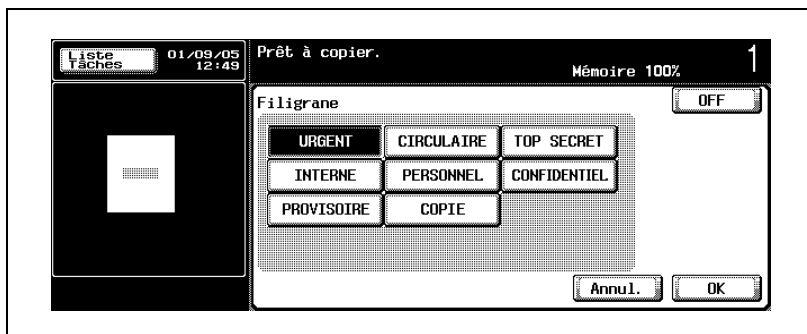 Liste Tâches
01/09/05
12:49
Prêt à copier.
Mémoire 100%
1
Filigrane
OFF
URGENT CIRCULAIRE TOP SECRET
INTERNE PERSONNEL CONFIDENTIEL
PROVISOIRE COPIE
Annul. OK